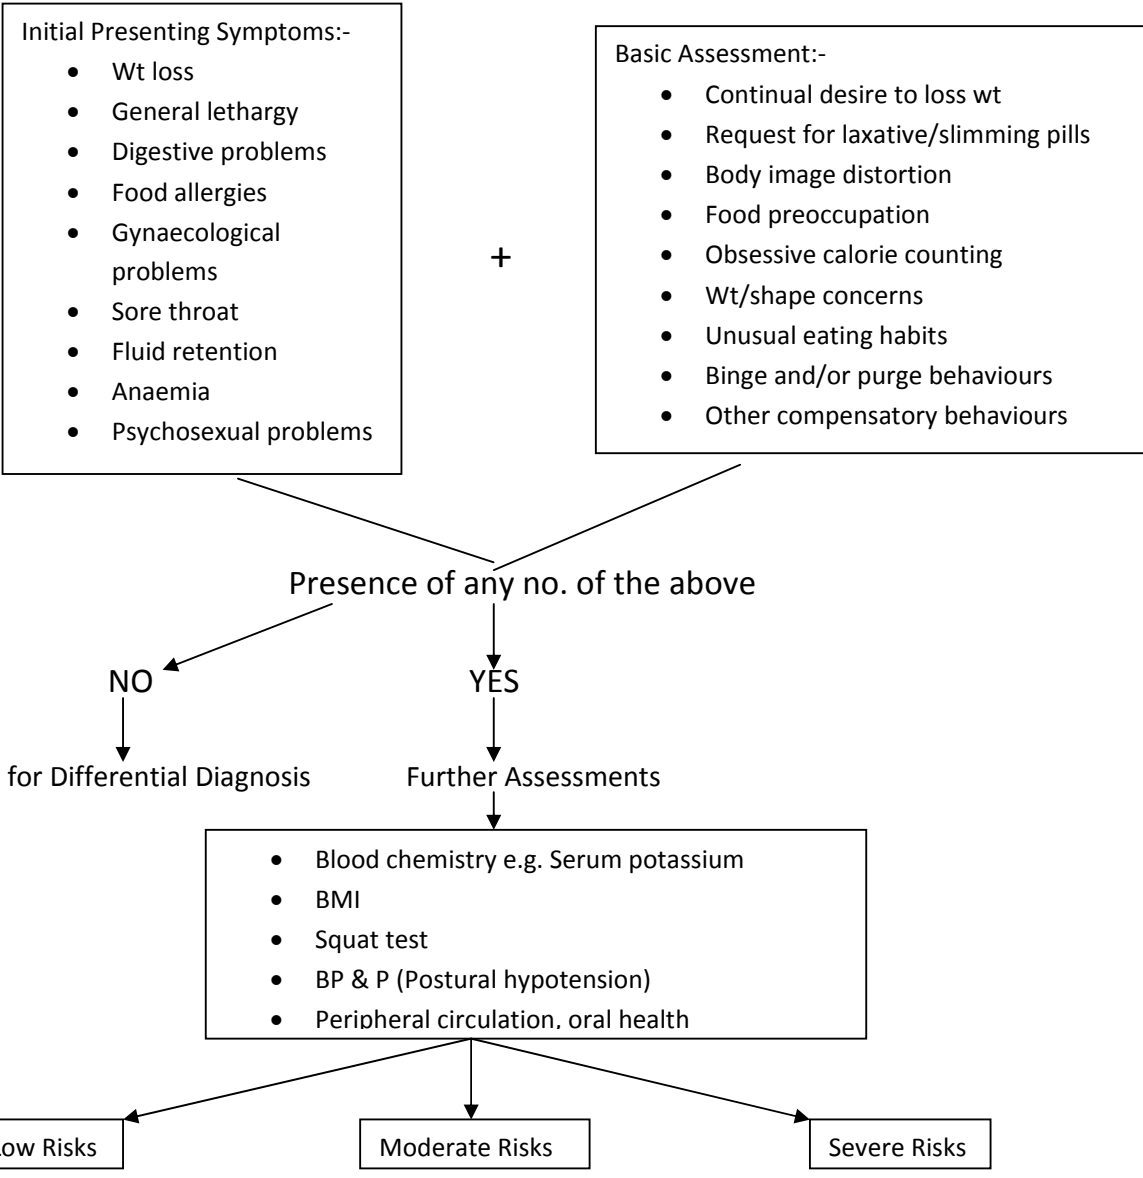 Initial Presenting Symptoms:-
• Wt loss
• General lethargy
• Digestive problems
• Food allergies
• Gynaecological
problems
• Sore throat
• Fluid retention
• Anaemia
• Psychosexual problems
+
Basic Assessment:-
• Continual desire to loss wt
• Request for laxative/slimming pills
• Body image distortion
• Food preoccupation
• Obsessive calorie counting
• Wt/shape concerns
• Unusual eating habits
• Binge and/or purge behaviours
• Other compensatory behaviours
Presence of any no. of the above
NO
YES
for Differential Diagnosis
Further Assessments
• Blood chemistry e.g. Serum potassium
• BMI
• Squat test
• BP & P (Postural hypotension)
• Peripheral circulation, oral health
ow Risks
Moderate Risks
Severe Risks